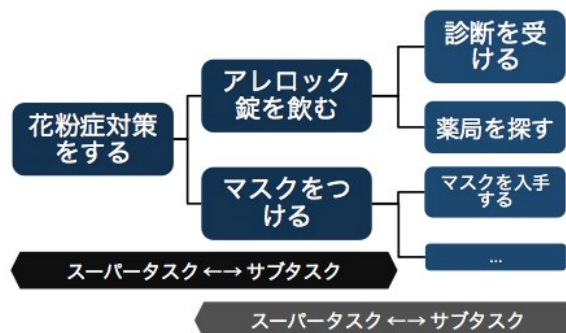 診断を受
ける
アレロック
錠を飲む
花粉症対策
をする
薬局を探す
マスクをつ
ける
マスクを入手
する
...
スーパータスク ←→ サブタスク
スーパータスク ←→ サブタスク